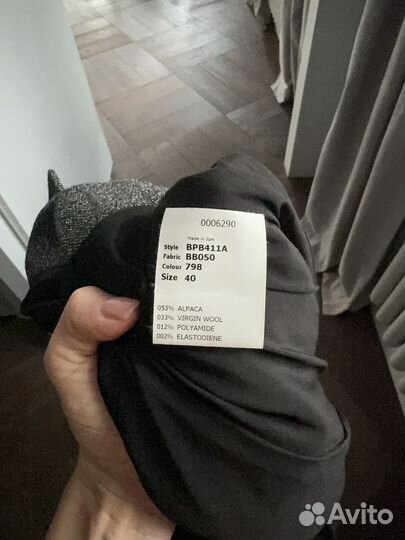 0006290
Made in Italy
Style BPB411A
Fabric BB050
Colour 798
Size 40
053% ALPACA
033% VIRGIN WOOL
012% POLYAMIDE
002% ELASTODIENE
Avito